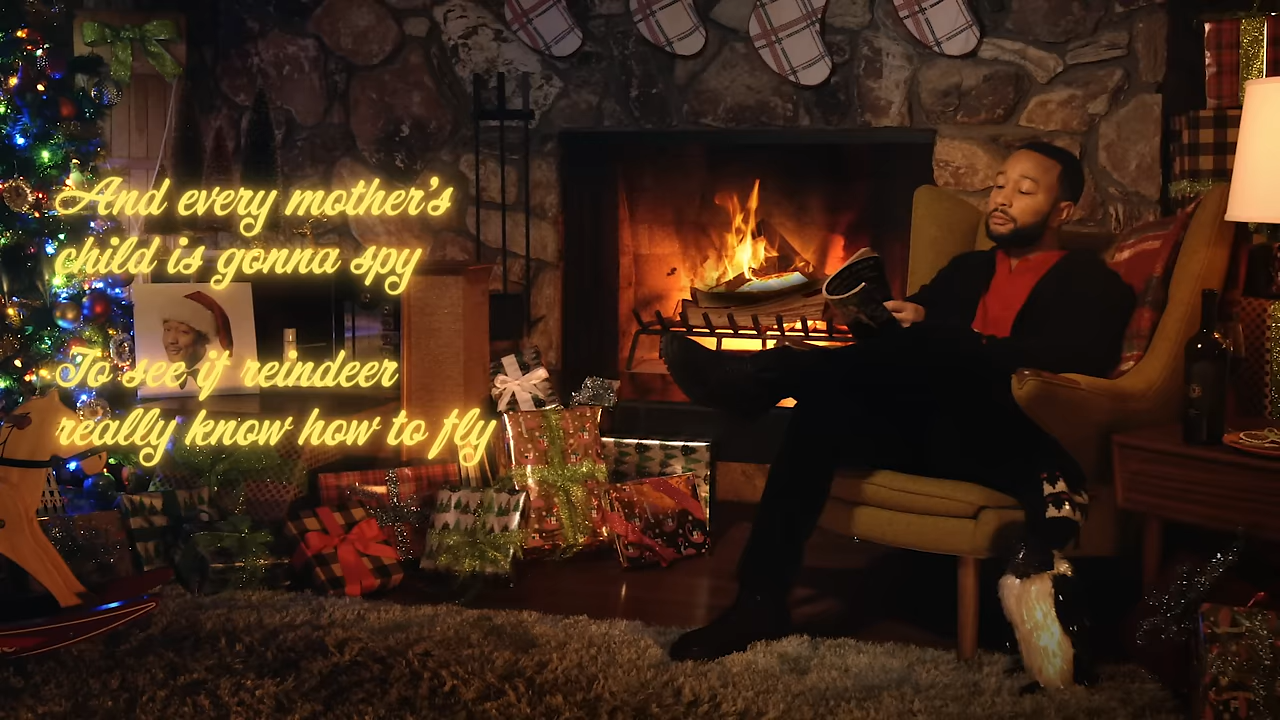 And every mother's
child is gonna spy
To see if reindeer
really know how to fly